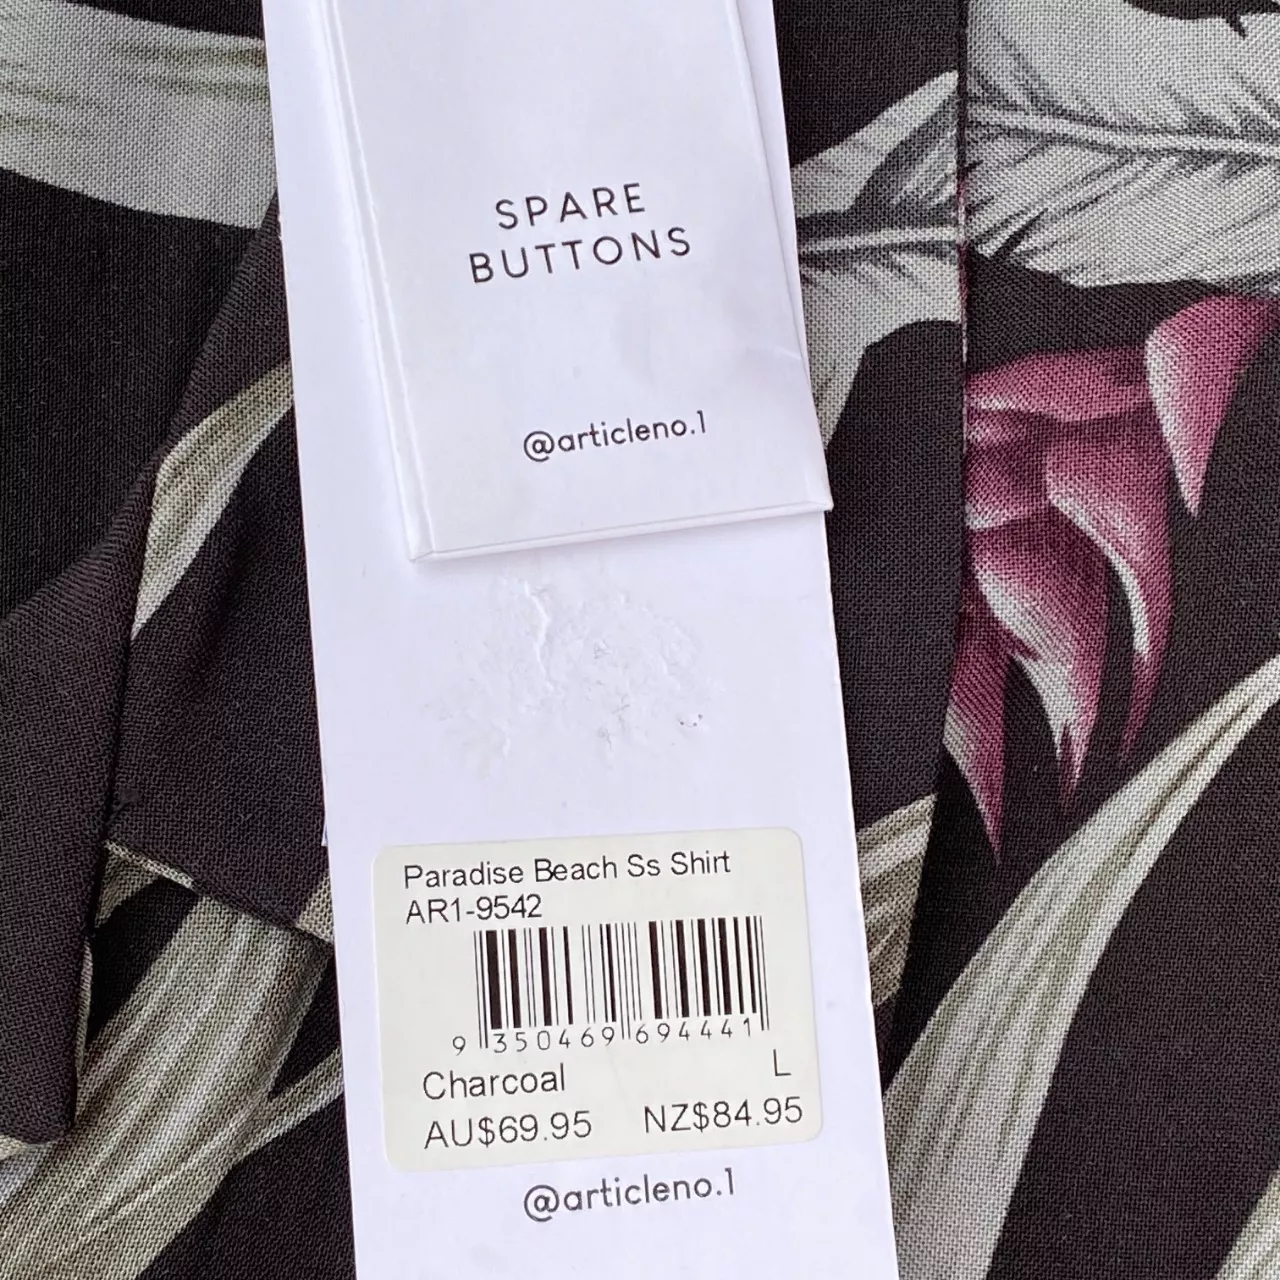 SPARE
BUTTONS
@articleno.1
Paradise Beach Ss Shirt
AR1-9542
9 350469 694441
Charcoal L
AU$69.95 NZ$84.95
@articleno.1